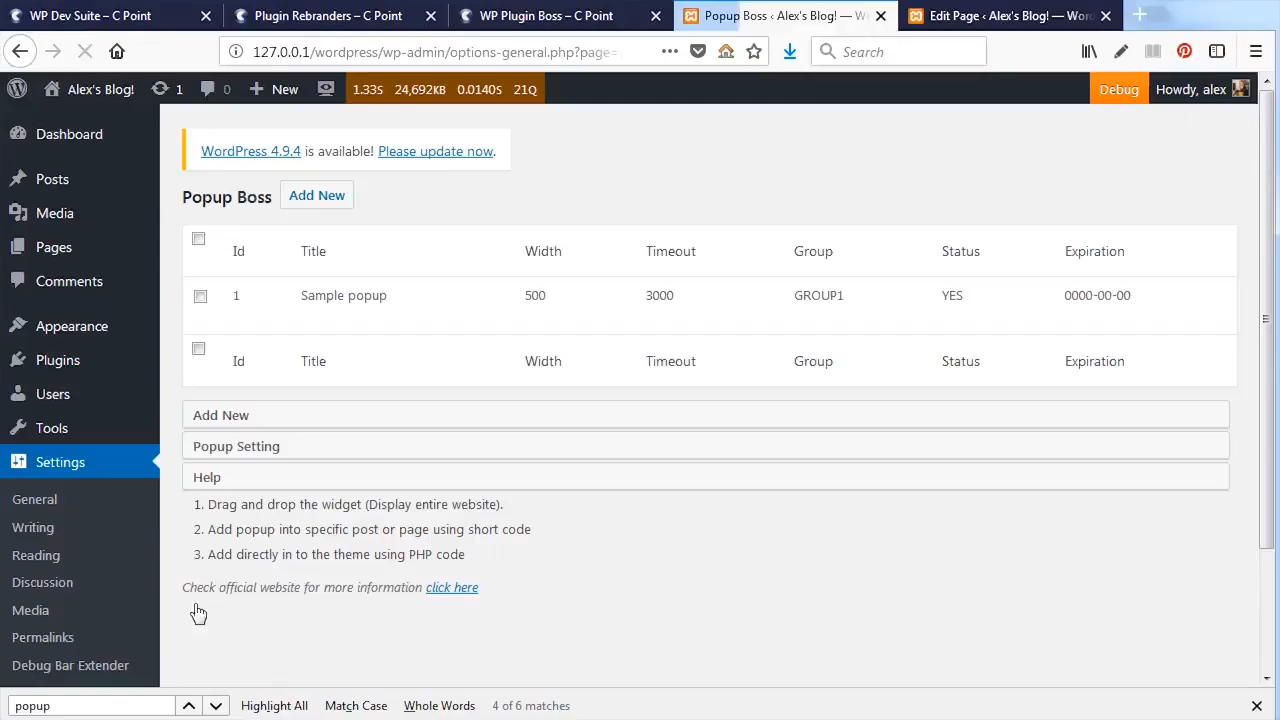 WP Dev Suite – C Point
Plugin Rebranders – C Point
WP Plugin Boss – C Point
Popup Boss ‹ Alex's Blog! — W
Edit Page ‹ Alex's Blog! — Wor
127.0.0.1/wordpress/wp-admin/options-general.php?page=
Search
Alex's Blog!
1
0
New
1.33S 24,692KB 0.0140S 21Q
Debug
Howdy, alex
Dashboard
Posts
Media
Pages
Comments
Appearance
Plugins
Users
Tools
Settings
General
Writing
Reading
Discussion
Media
Permalinks
Debug Bar Extender
WordPress 4.9.4 is available! Please update now.
Popup Boss Add New
Id Title Width Timeout Group Status Expiration
1 Sample popup 500 3000 GROUP1 YES 0000-00-00
Id Title Width Timeout Group Status Expiration
Add New
Popup Setting
Help
1. Drag and drop the widget (Display entire website).
2. Add popup into specific post or page using short code
3. Add directly in to the theme using PHP code
Check official website for more information click here
popup
Highlight All Match Case Whole Words 4 of 6 matches